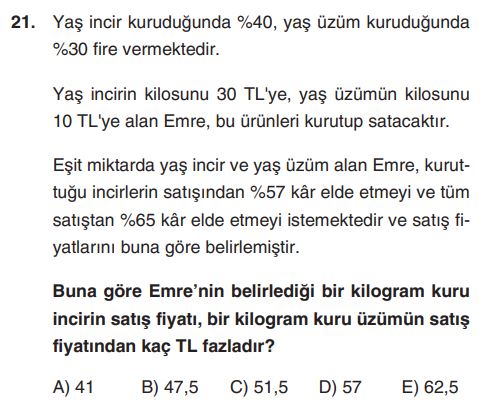 21. Yaş incir kuruduğunda %40, yaş üzüm kuruduğunda
%30 fire vermektedir.
Yaş incirin kilosunu 30 TL'ye, yaş üzümün kilosunu
10 TL'ye alan Emre, bu ürünleri kurutup satacaktır.
Eşit miktarda yaş incir ve yaş üzüm alan Emre, kurut-
tuğu incirlerin satışından %57 kâr elde etmeyi ve tüm
satıştan %65 kâr elde etmeyi istemektedir ve satış fi-
yatlarını buna göre belirlemiştir.
Buna göre Emre'nin belirlediği bir kilogram kuru
incirin satış fiyatı, bir kilogram kuru üzümün satış
fiyatından kaç TL fazladır?
A) 41 B) 47,5 C) 51,5 D) 57 E) 62,5